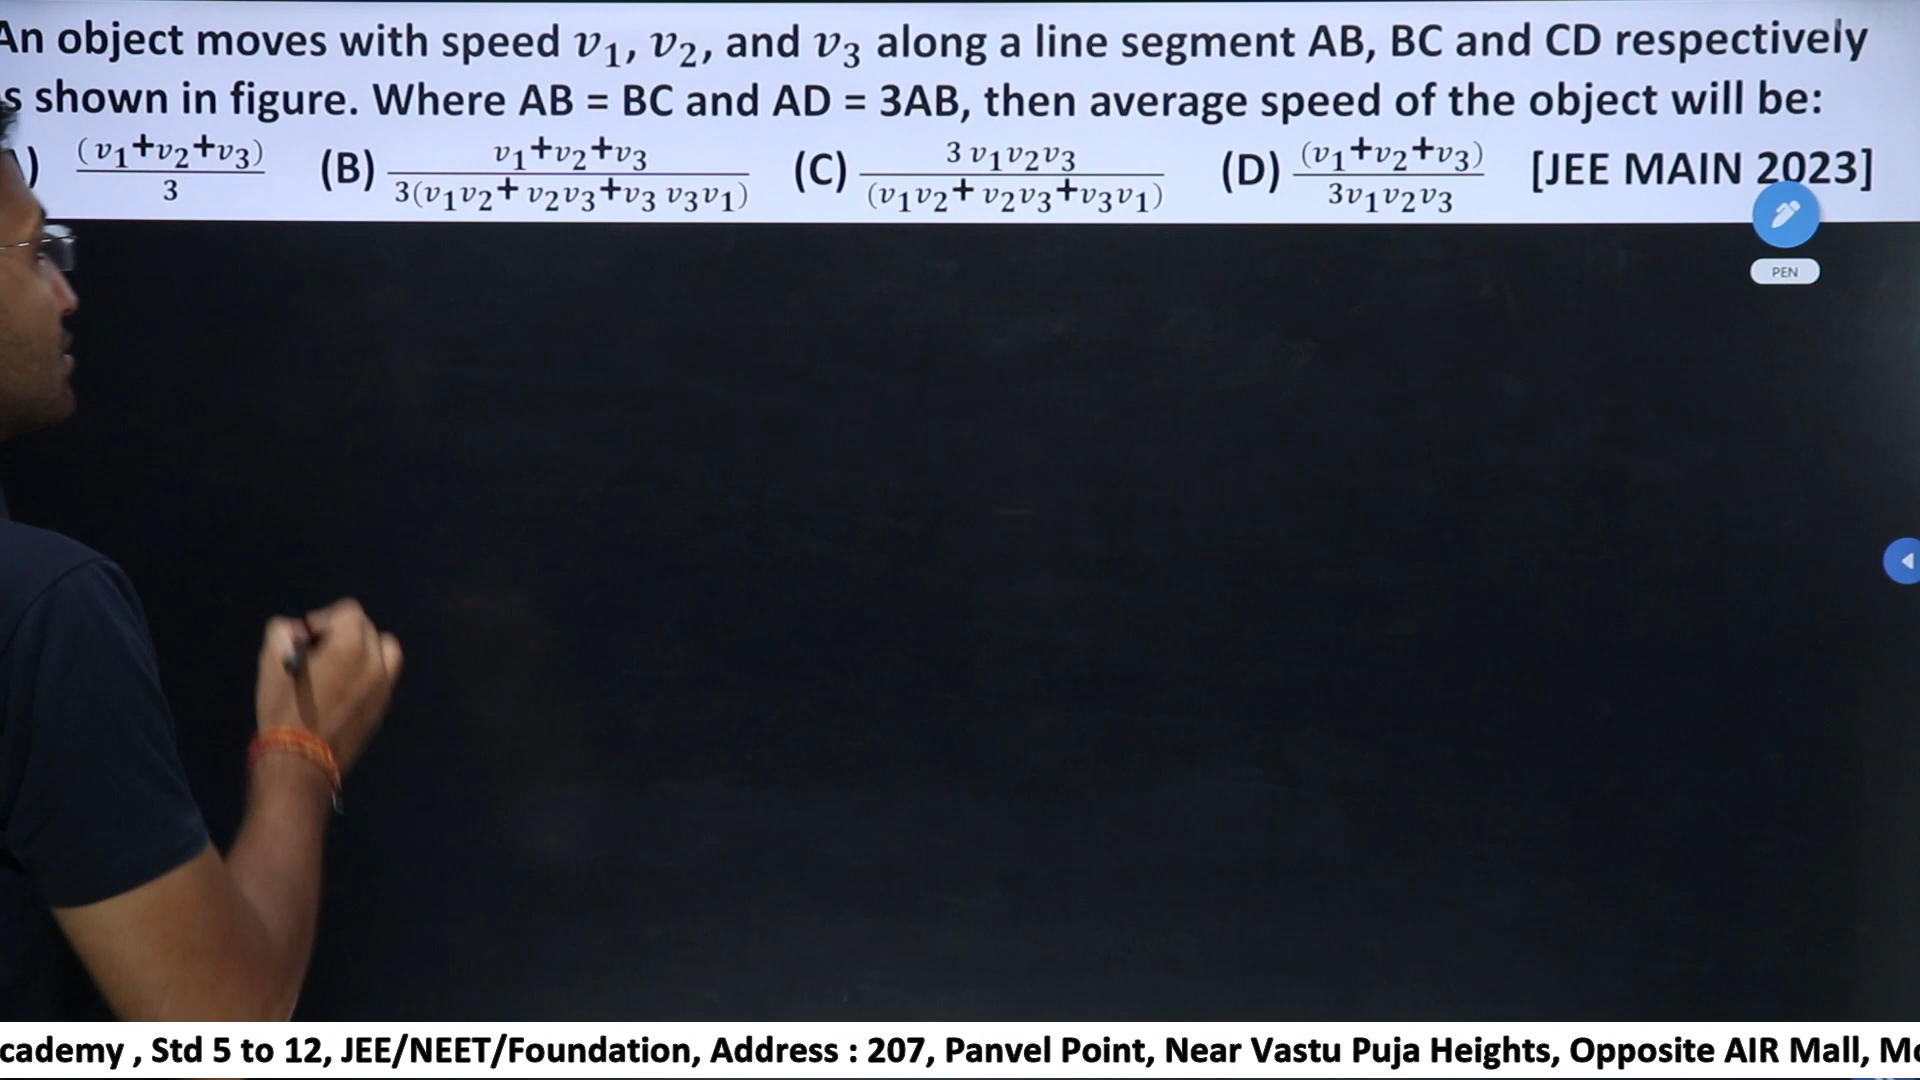 An object moves with speed v₁, v₂, and v₃ along a line segment AB, BC and CD respectively
s shown in figure. Where AB = BC and AD = 3AB, then average speed of the object will be:
) (v₁+v₂+v₃)/3 (B) v₁+v₂+v₃/3(v₁v₂+ v₂v₃+v₃ v₃v₁) (C) 3 v₁v₂v₃/(v₁v₂+ v₂v₃+v₃v₁) (D) (v₁+v₂+v₃)/3v₁v₂v₃ [JEE MAIN 2023]
PEN
cademy , Std 5 to 12, JEE/NEET/Foundation, Address : 207, Panvel Point, Near Vastu Puja Heights, Opposite AIR Mall,